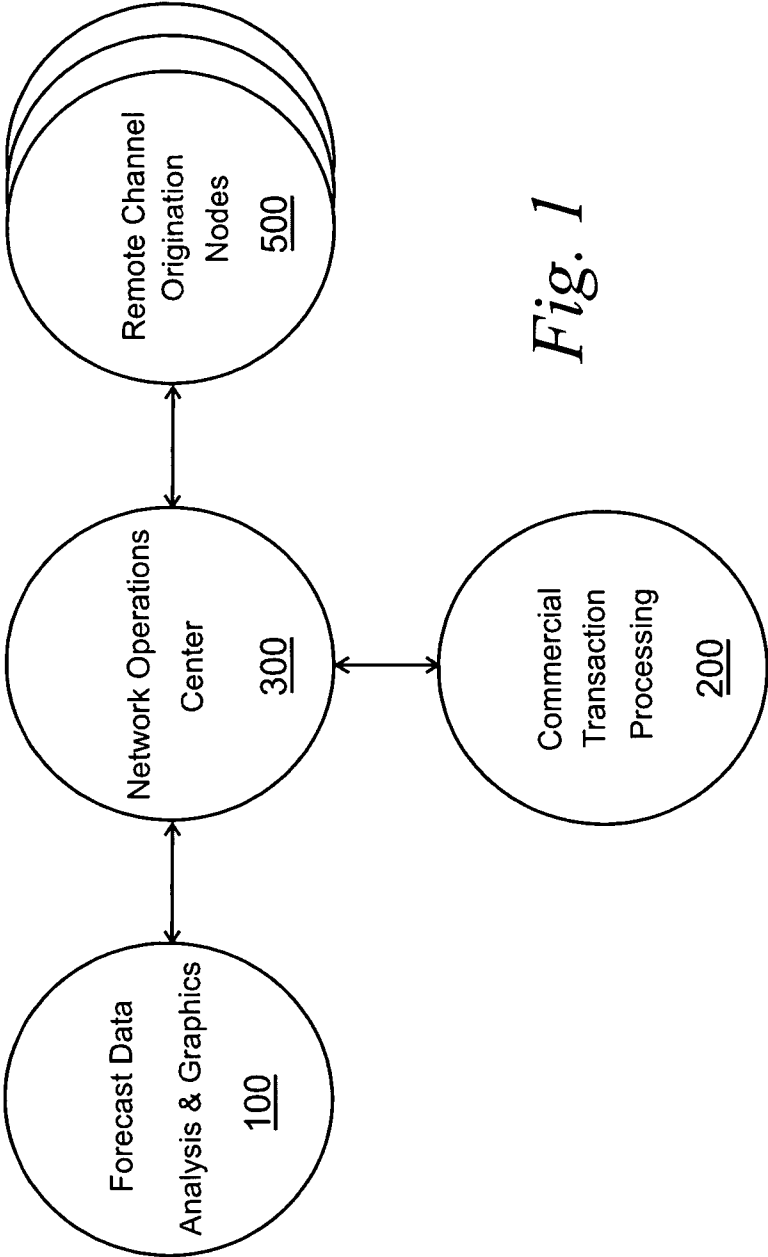 Forecast Data
Analysis & Graphics
100
Network Operations
Center
300
Remote Channel
Origination
Nodes
500
Commercial
Transaction
Processing
200
Fig. 1